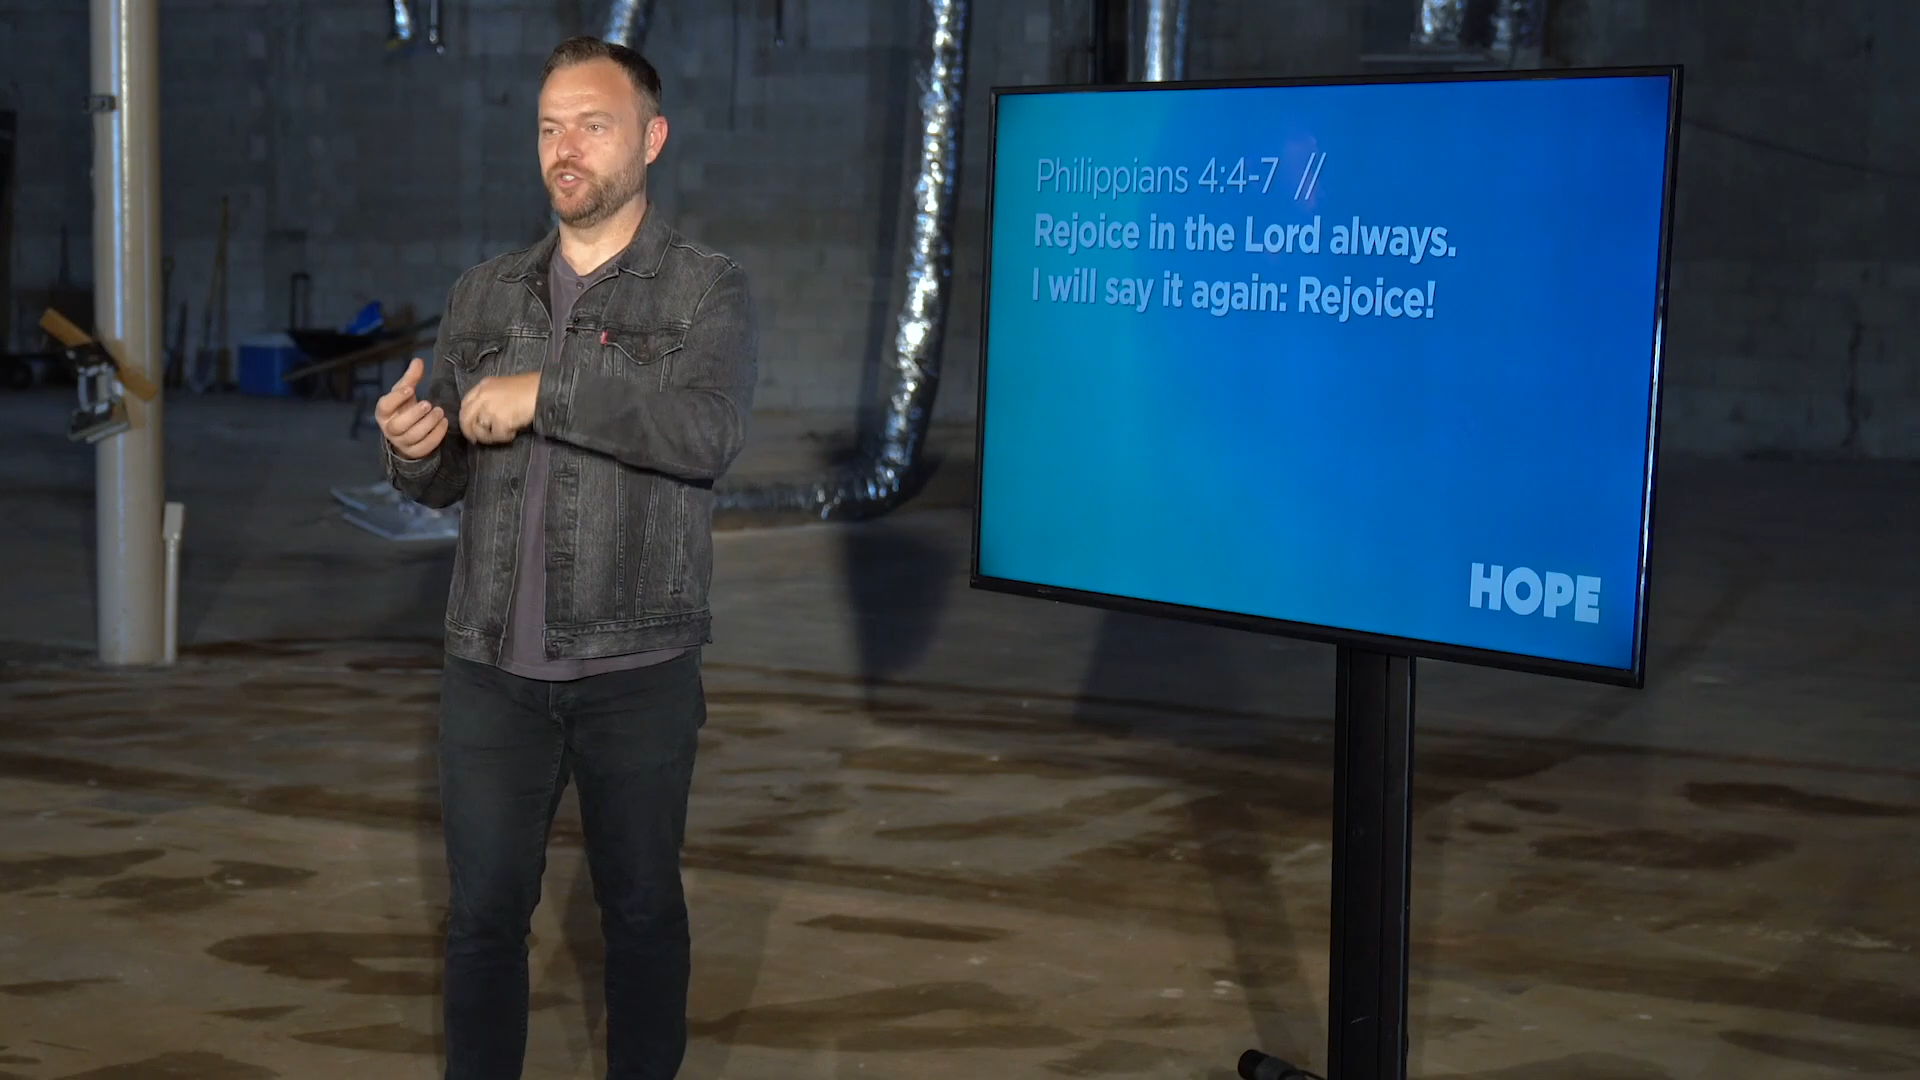 Philippians 4:4-7 //
Rejoice in the Lord always.
I will say it again: Rejoice!
HOPE